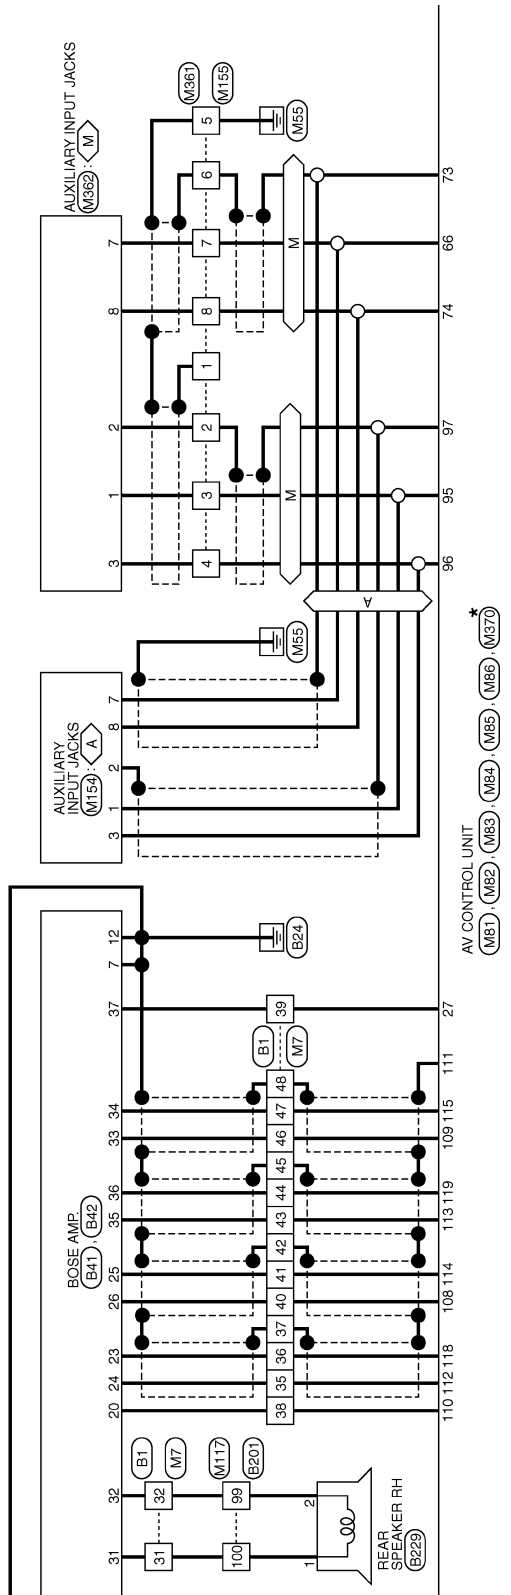 AUXILIARY INPUT JACKS
M362 : M
M361
M155
5
M55
6
73
7
7
M
66
8
8
74
1
2
2
97
1
3
M
95
3
4
96
A
*
AUXILIARY
INPUT JACKS
M154 : A
7
8
2
1
3
M55
AV CONTROL UNIT
M81 , M82 , M83 , M84 , M85 , M86 , M370
BOSE AMP.
B41 , B42
12
7
B24
37
39
27
B1
M7
48
111
34
47
115
33
46
109
45
36
44
119
35
43
113
42
25
41
114
26
40
108
37
23
36
118
24
35
112
20
38
110
B1
M7
M117
B201
32
32
99
2
31
31
100
1
REAR
SPEAKER RH
B229